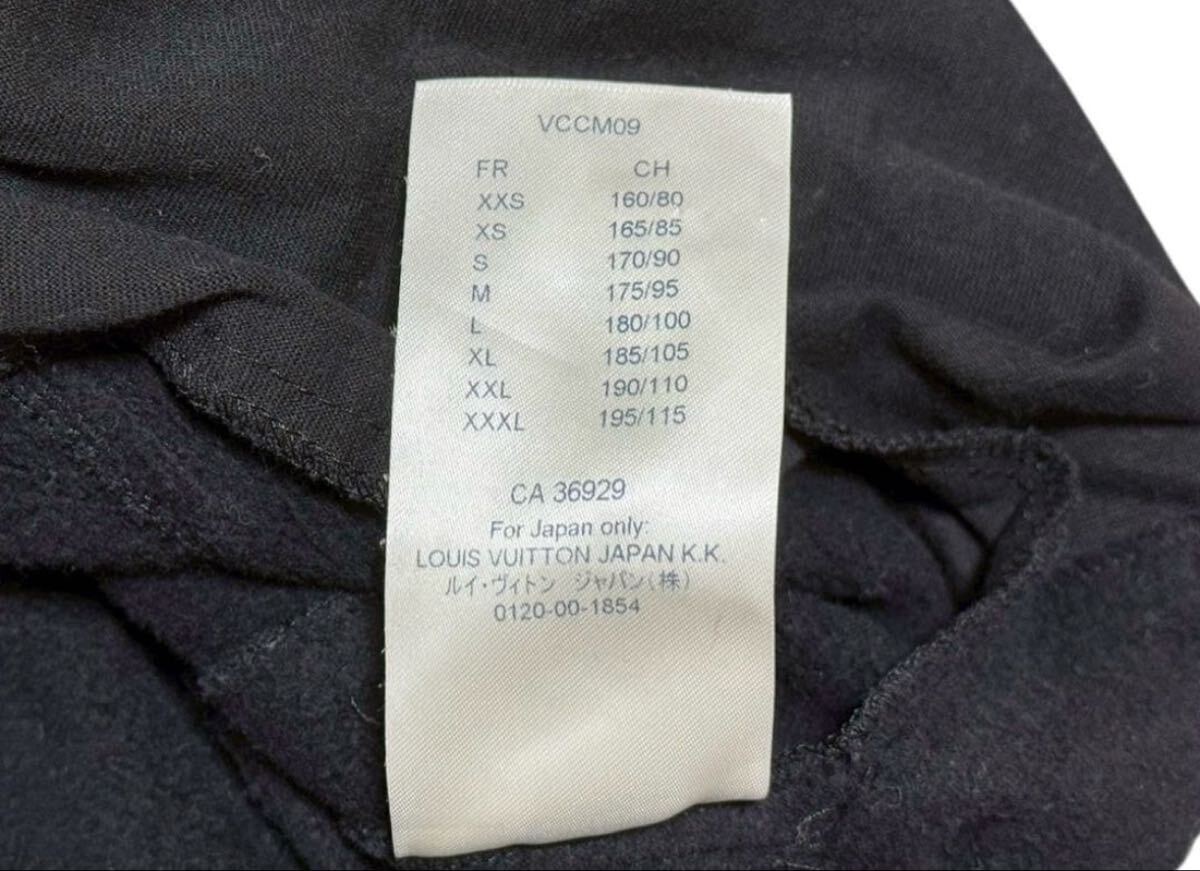 VCCM09
FR CH
XXS 160/80
XS 165/85
S 170/90
M 175/95
L 180/100
XL 185/105
XXL 190/110
XXXL 195/115
CA 36929
For Japan only:
LOUIS VUITTON JAPAN K.K.
ルイ・ヴィトン ジャパン(株)
0120-00-1854